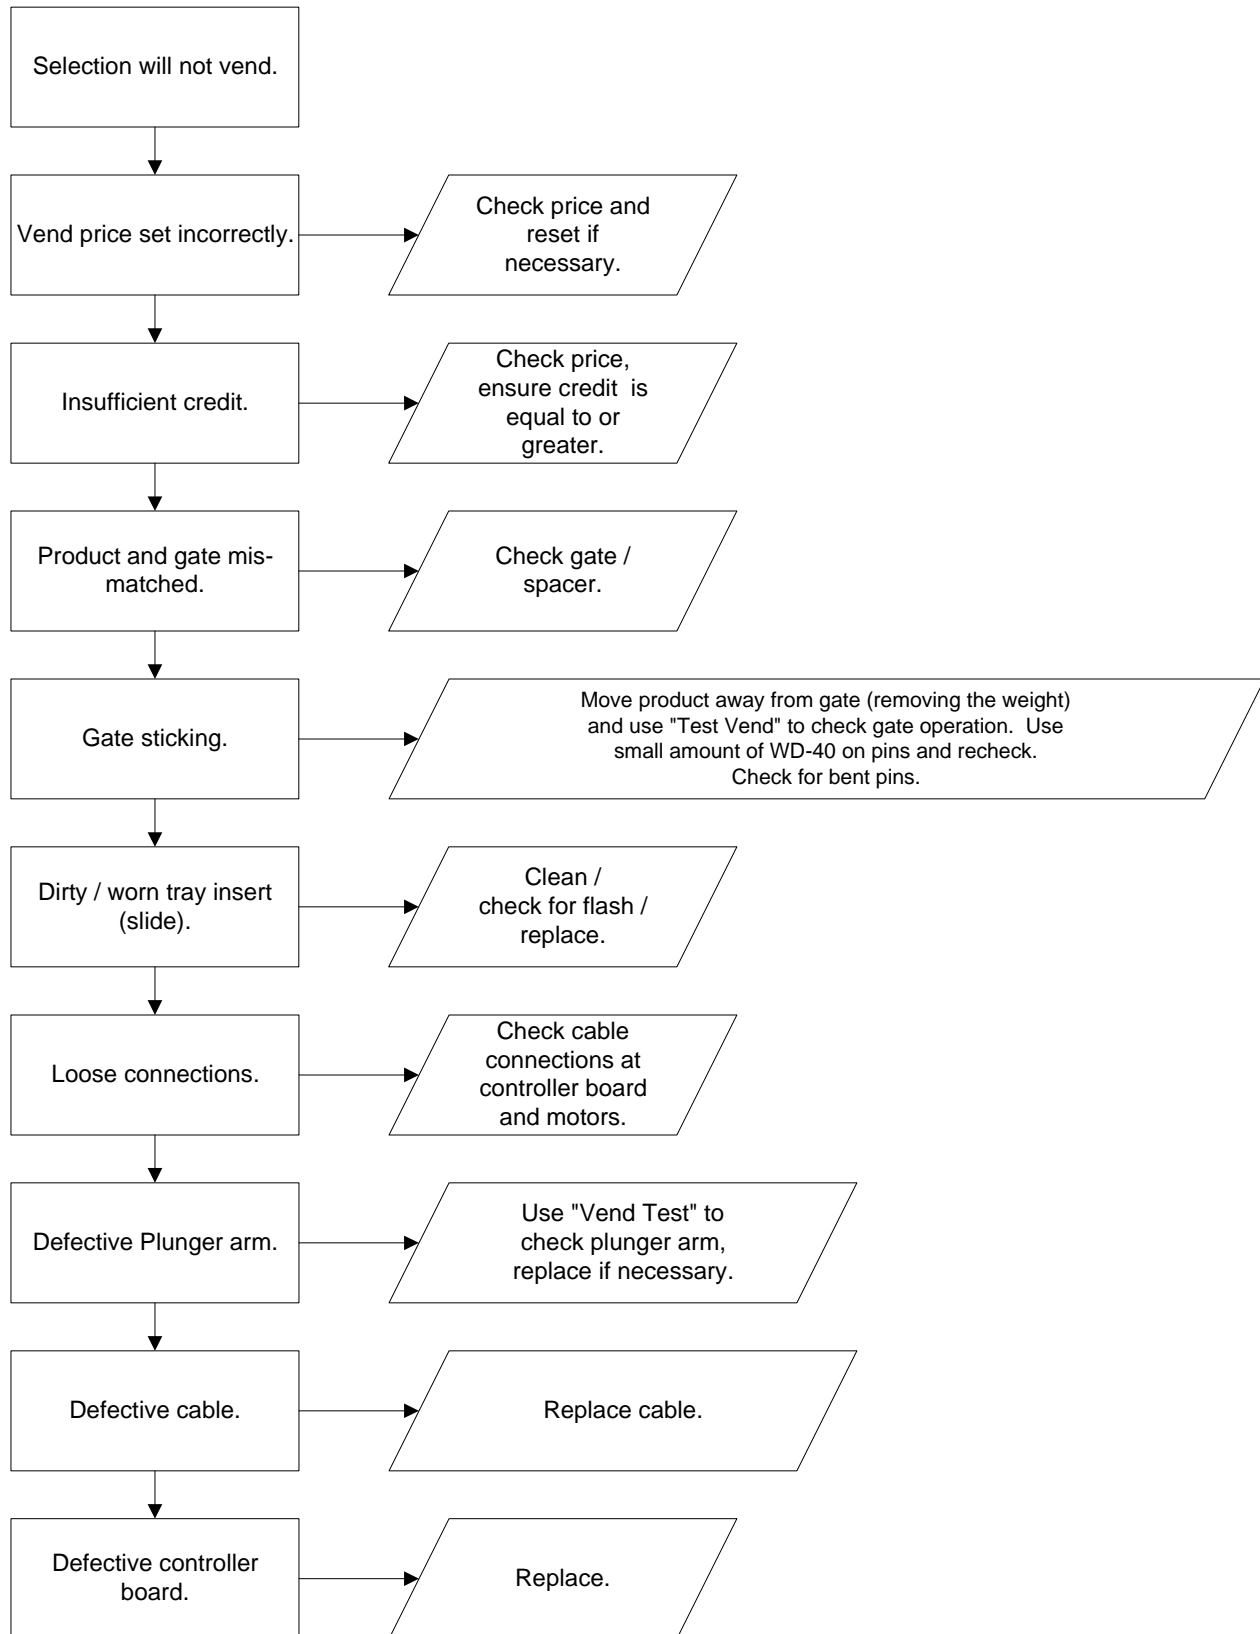 Selection will not vend.
Vend price set incorrectly.
Check price and
reset if
necessary.
Insufficient credit.
Check price,
ensure credit  is
equal to or
greater.
Product and gate mis-
matched.
Check gate /
spacer.
Gate sticking.
Move product away from gate (removing the weight)
and use "Test Vend" to check gate operation.  Use
small amount of WD-40 on pins and recheck.
Check for bent pins.
Dirty / worn tray insert
(slide).
Clean /
check for flash /
replace.
Loose connections.
Check cable
connections at
controller board
and motors.
Defective Plunger arm.
Use "Vend Test" to
check plunger arm,
replace if necessary.
Defective cable.
Replace cable.
Defective controller
board.
Replace.